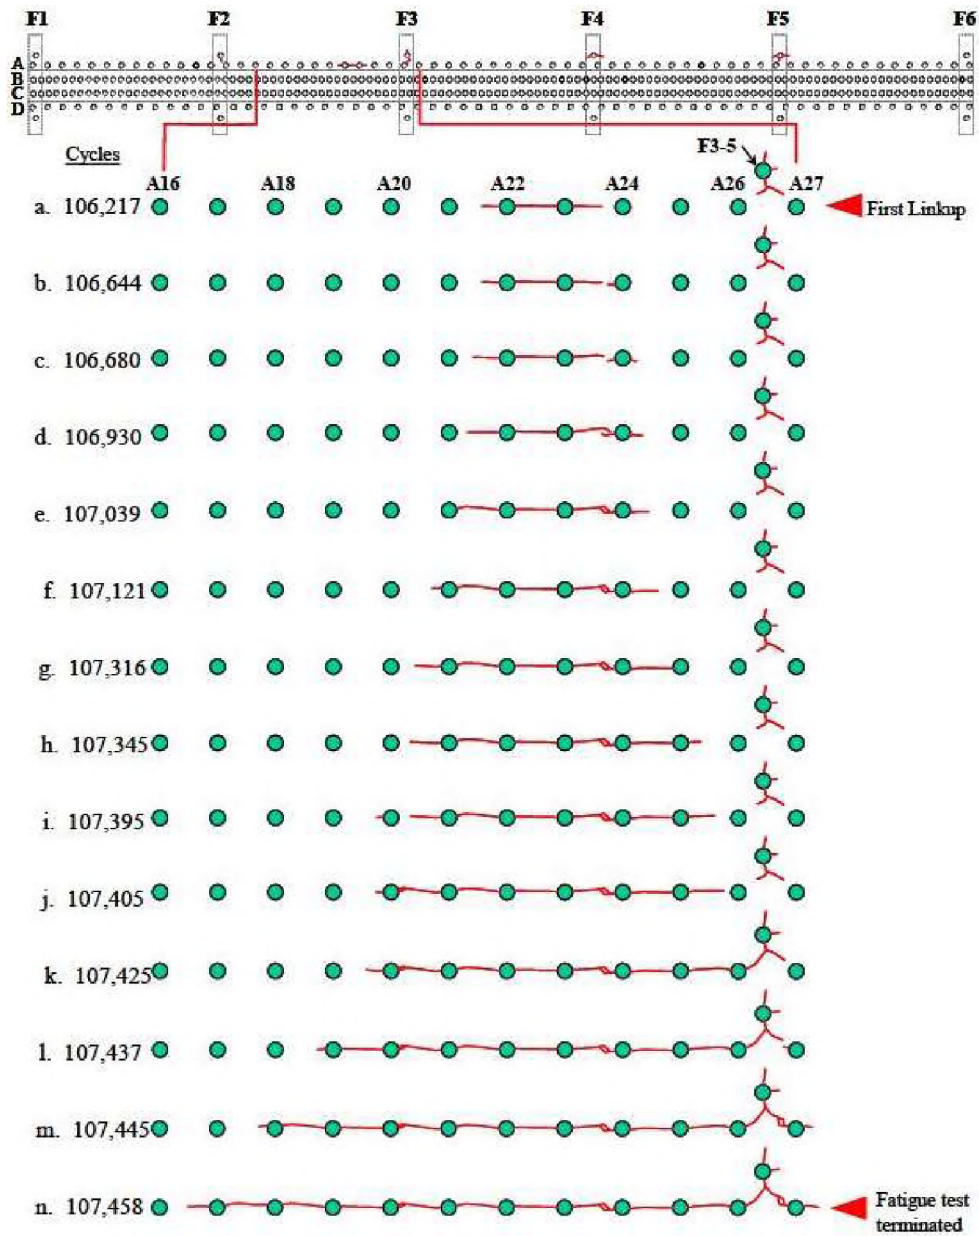 F1 F2 F3 F4 F5 F6
A
B
C
D
Cycles
F3-5
A16 A18 A20 A22 A24 A26 A27
a. 106,217
First Linkup
b. 106,644
c. 106,680
d. 106,930
e. 107,039
f. 107,121
g. 107,316
h. 107,345
i. 107,395
j. 107,405
k. 107,425
l. 107,437
m. 107,445
n. 107,458
Fatigue test
terminated